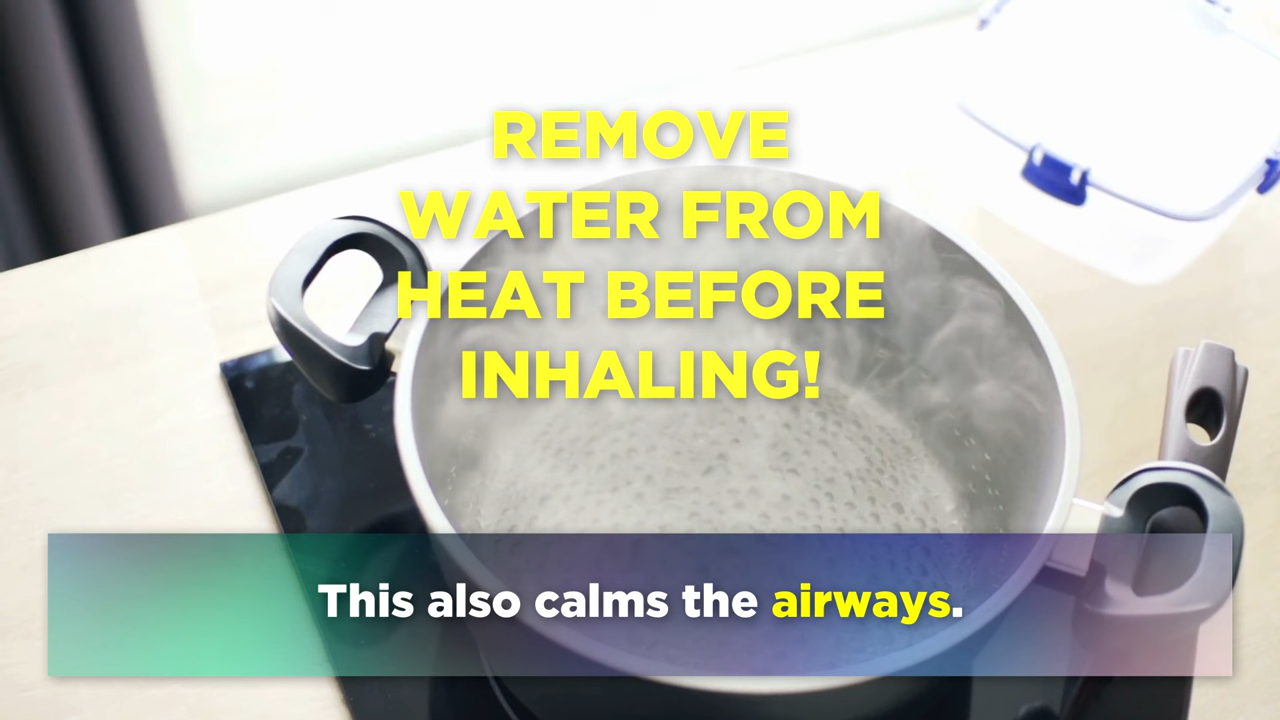 REMOVE
WATER FROM
HEAT BEFORE
INHALING!
This also calms the airways.